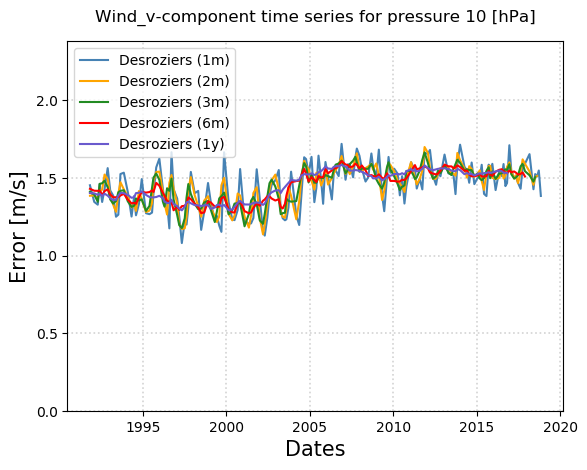 Wind_v-component time series for pressure 10 [hPa]
Desroziers (1m)
Desroziers (2m)
Desroziers (3m)
Desroziers (6m)
Desroziers (1y)
Error [m/s]
2.0
1.5
1.0
0.5
0.0
1995 2000 2005 2010 2015 2020
Dates